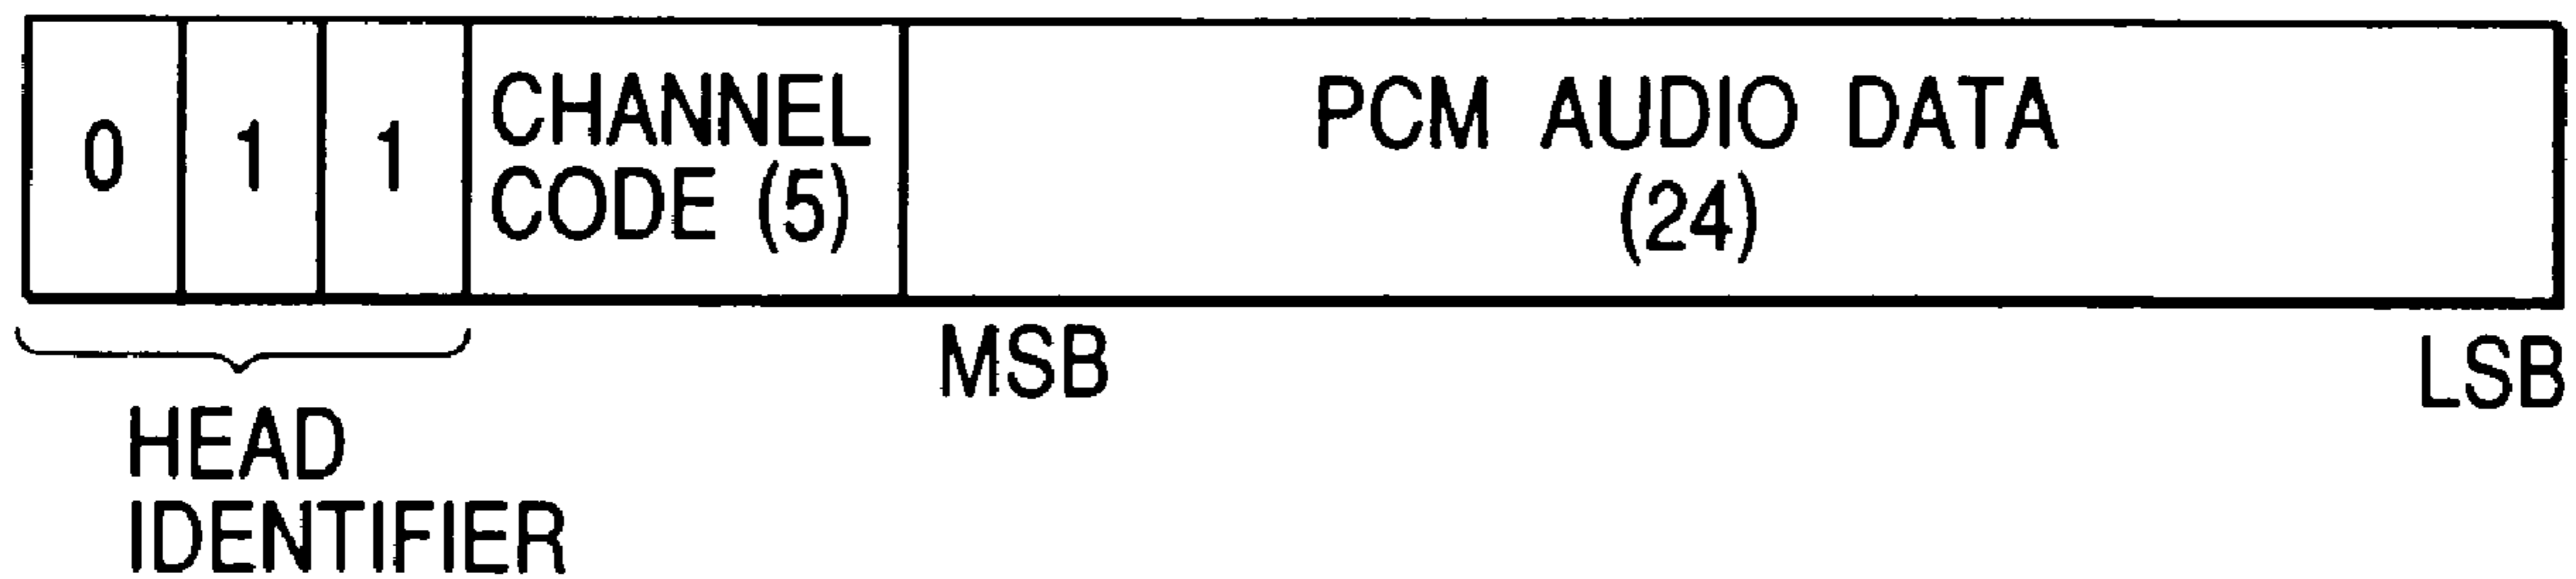 0 1 1 CHANNEL CODE (5) PCM AUDIO DATA (24)
MSB LSB
HEAD
IDENTIFIER